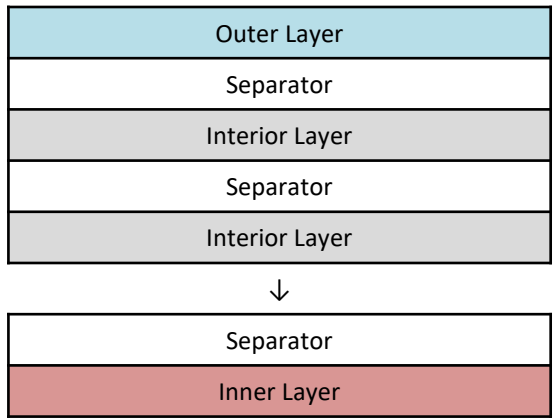 Outer Layer
Separator
Interior Layer
Separator
Interior Layer
↓
Separator
Inner Layer